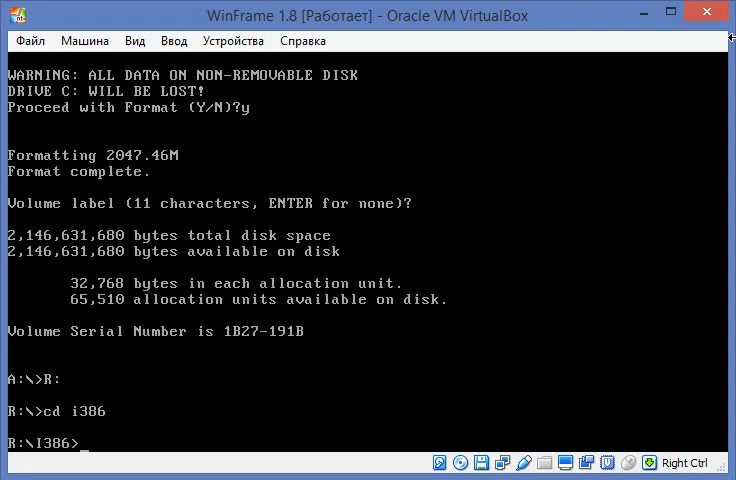 WinFrame 1.8 [Работает] - Oracle VM VirtualBox
Файл Машина Вид Ввод Устройства Справка
WARNING: ALL DATA ON NON-REMOVABLE DISK
DRIVE C: WILL BE LOST!
Proceed with Format (Y/N)?y
Formatting 2047.46M
Format complete.
Volume label (11 characters, ENTER for none)?
2,146,631,680 bytes total disk space
2,146,631,680 bytes available on disk
32,768 bytes in each allocation unit.
65,510 allocation units available on disk.
Volume Serial Number is 1B27-191B
A:\>R:
R:\>cd i386
R:\I386>_
Right Ctrl